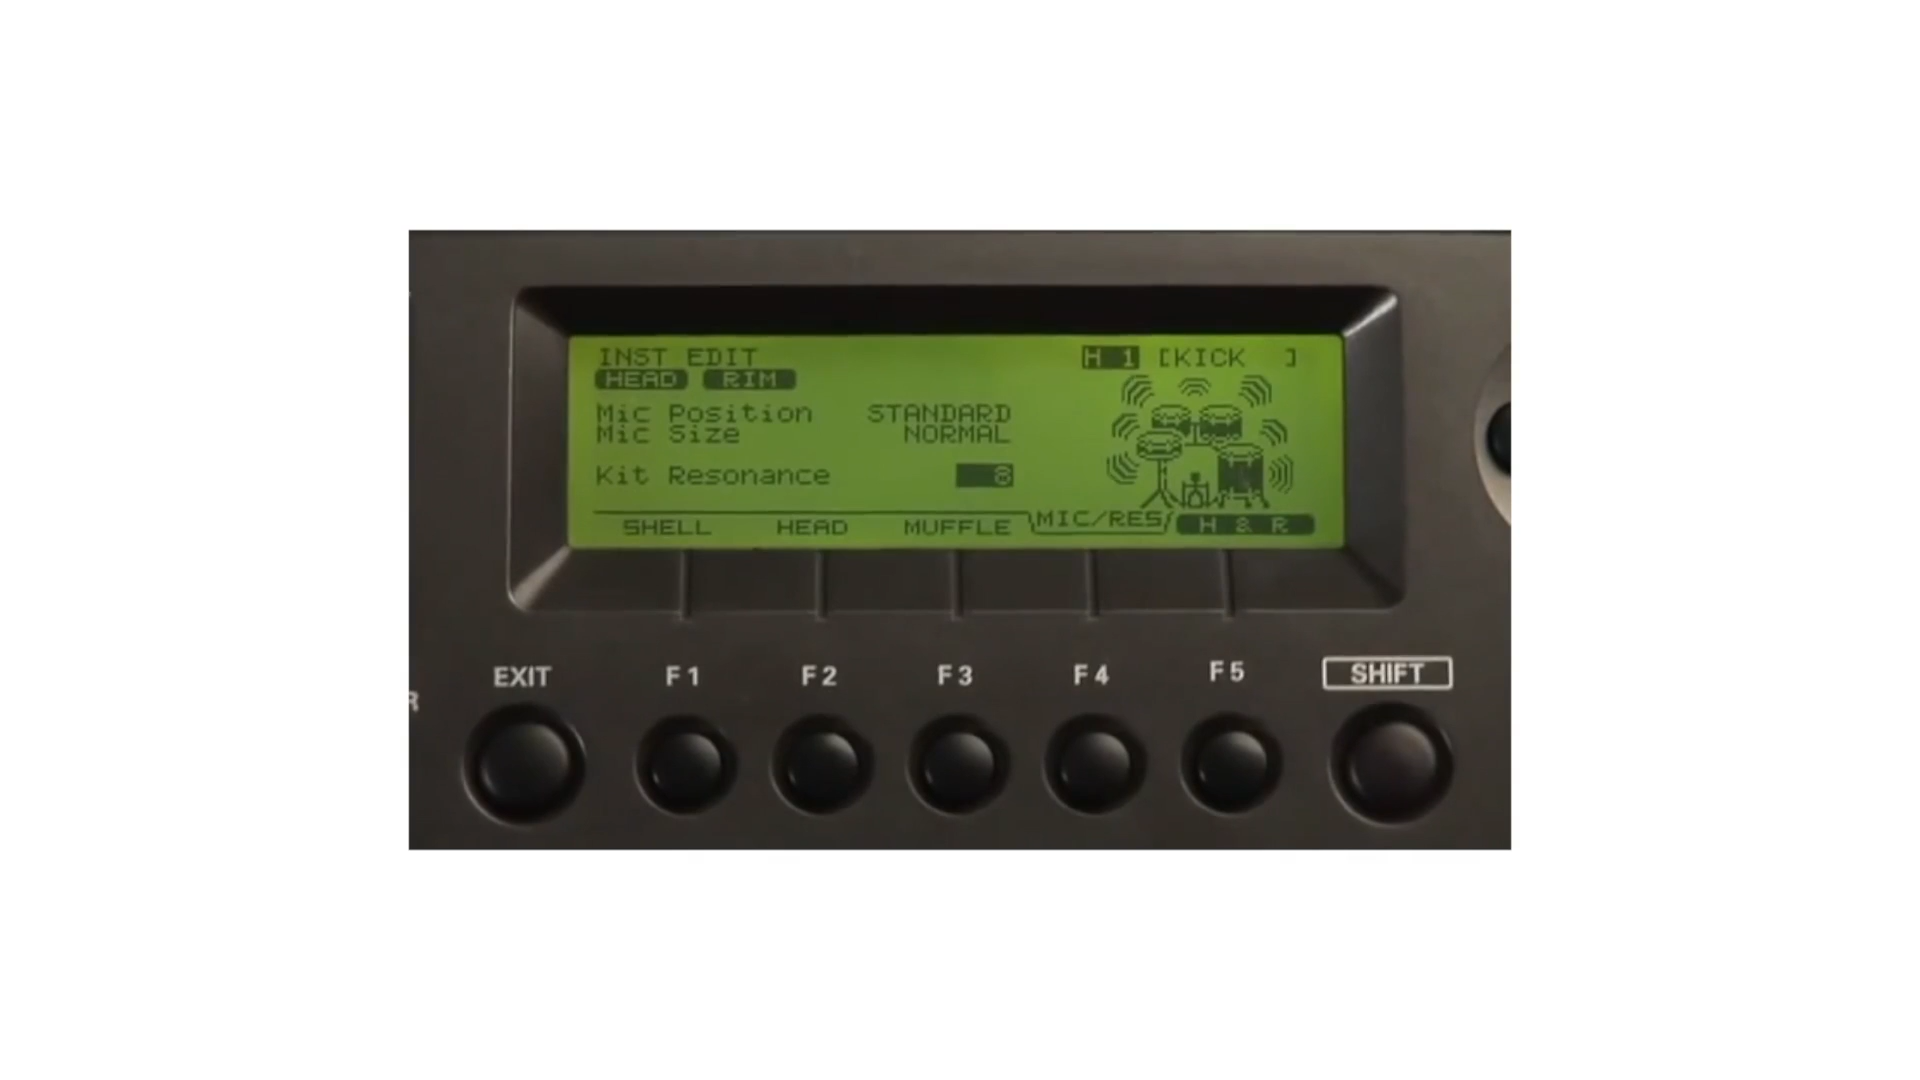 INST EDIT H 1 [KICK ]
HEAD RIM
Mic Position STANDARD
Mic Size NORMAL
Kit Resonance 8
SHELL HEAD MUFFLE MIC/RES H & R
EXIT F1 F2 F3 F4 F5 SHIFT
R